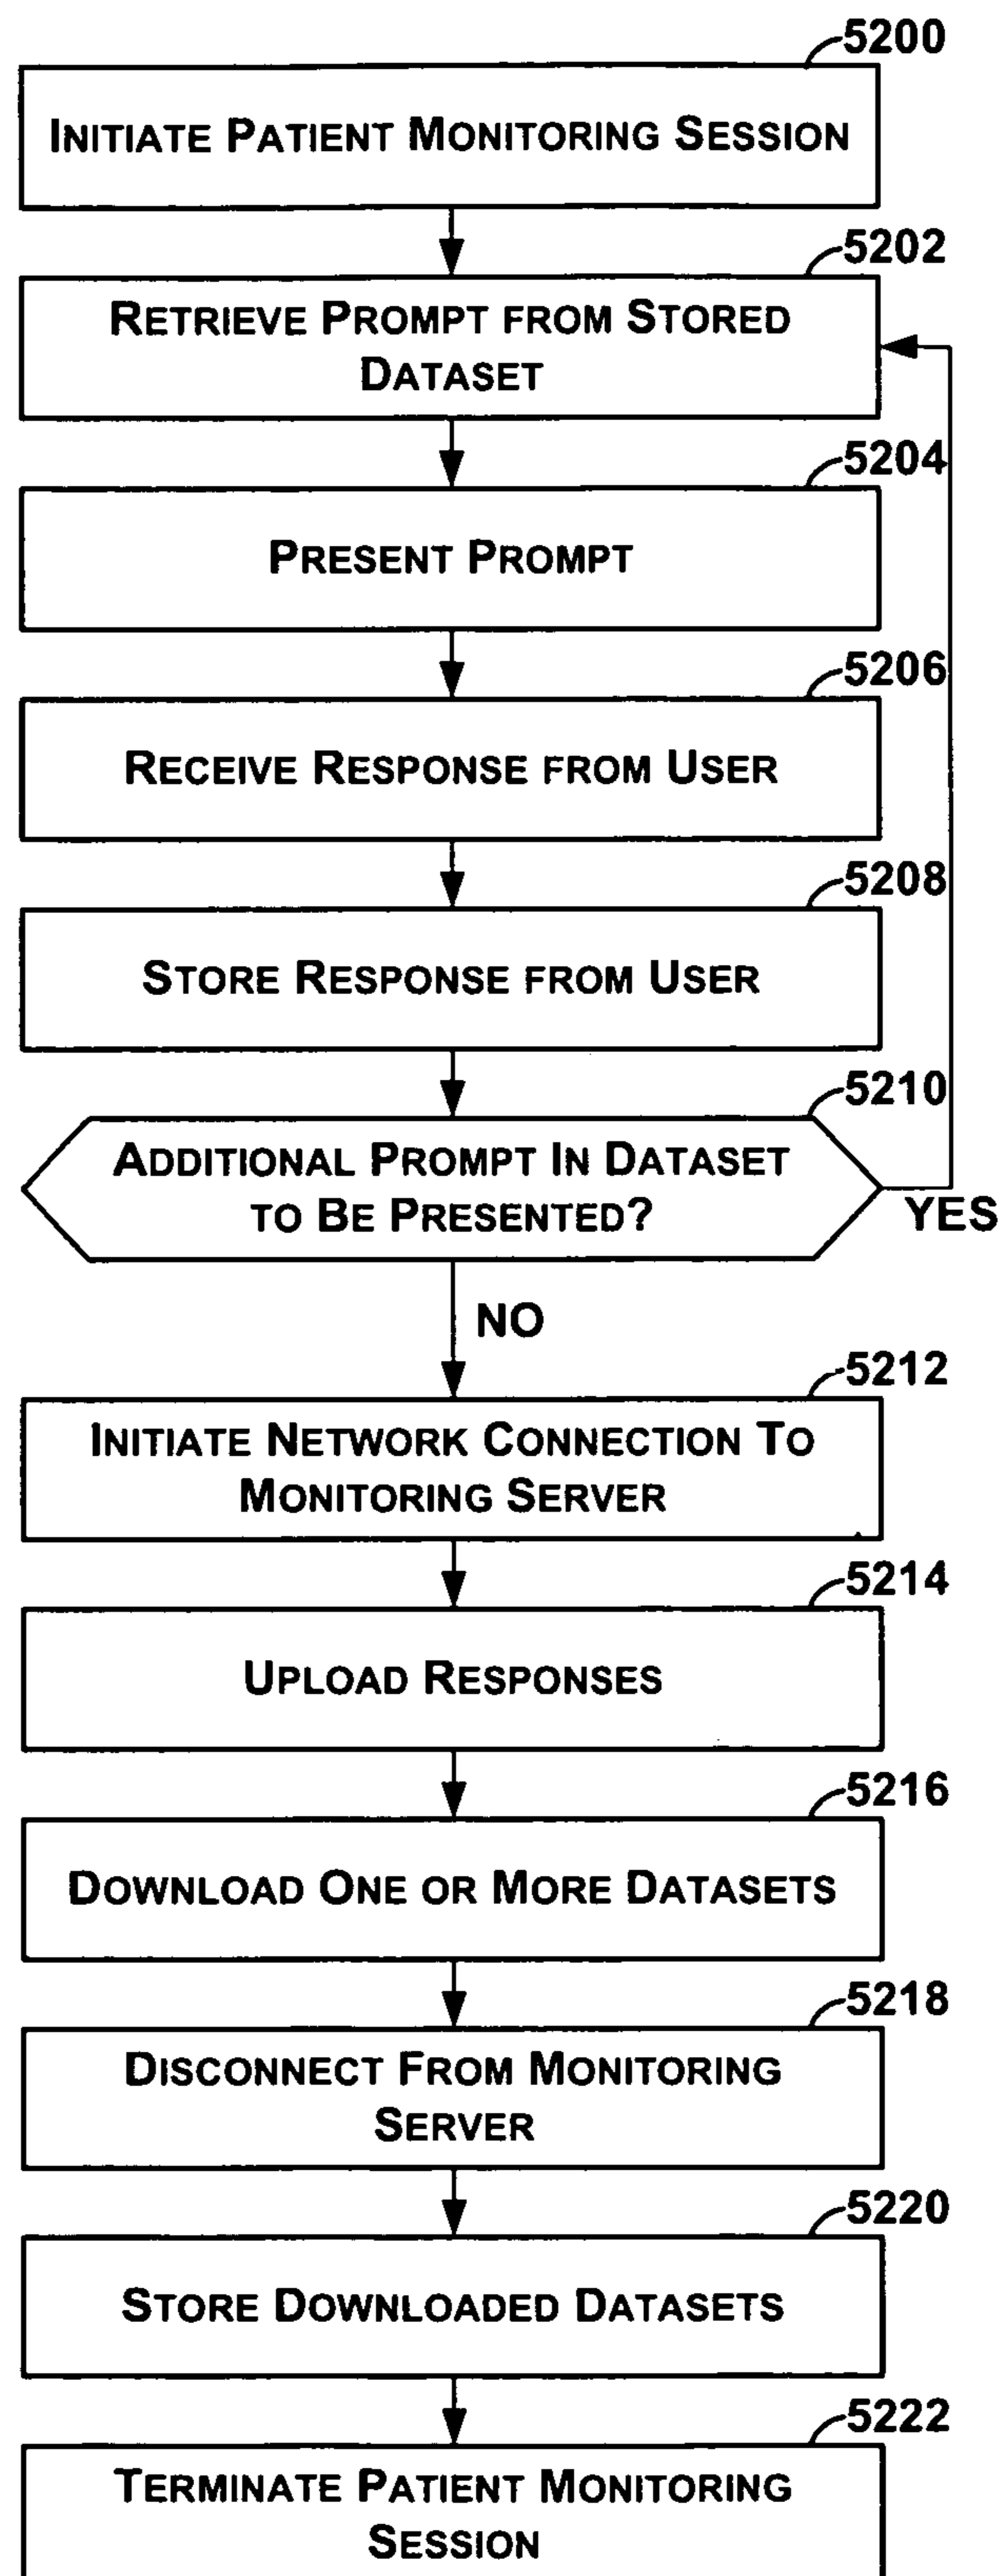 5200
INITIATE PATIENT MONITORING SESSION
5202
RETRIEVE PROMPT FROM STORED
DATASET
5204
PRESENT PROMPT
5206
RECEIVE RESPONSE FROM USER
5208
STORE RESPONSE FROM USER
5210
ADDITIONAL PROMPT IN DATASET
TO BE PRESENTED?
YES
NO
5212
INITIATE NETWORK CONNECTION TO
MONITORING SERVER
5214
UPLOAD RESPONSES
5216
DOWNLOAD ONE OR MORE DATASETS
5218
DISCONNECT FROM MONITORING
SERVER
5220
STORE DOWNLOADED DATASETS
5222
TERMINATE PATIENT MONITORING
SESSION